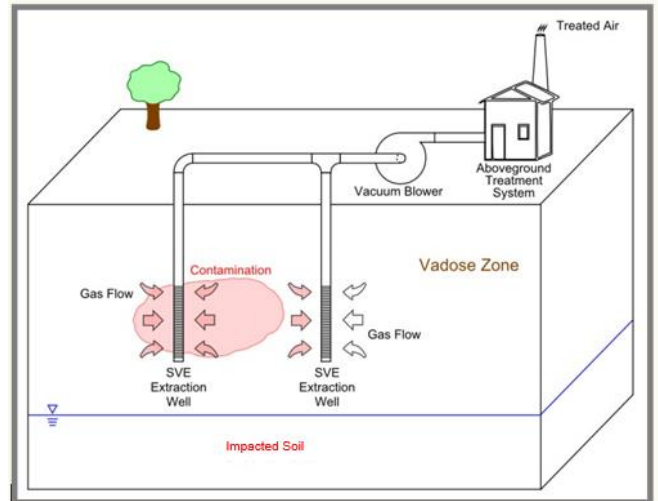 Treated Air
Vacuum Blower
Aboveground
Treatment
System
Contamination
Vadose Zone
Gas Flow
Gas Flow
SVE
Extraction
Well
SVE
Extraction
Well
Impacted Soil